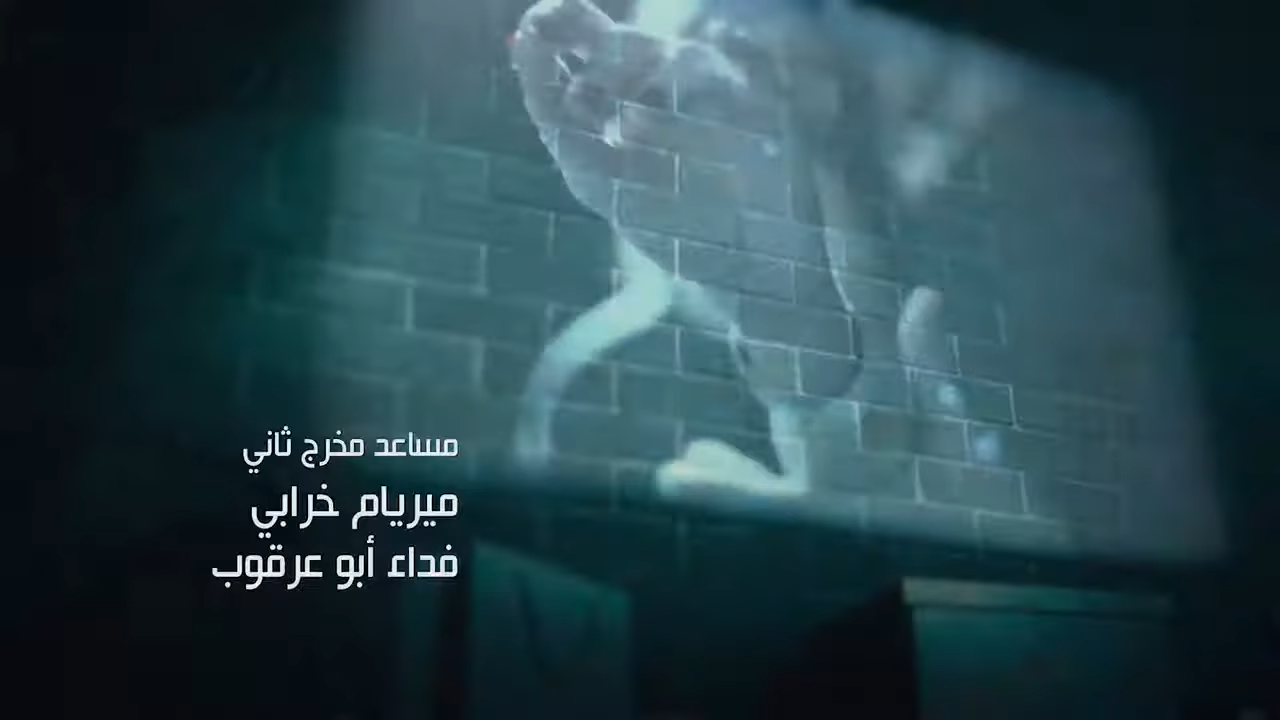 مساعد مخرج ثاني
ميريام خرابي
فداء أبو عرقوب